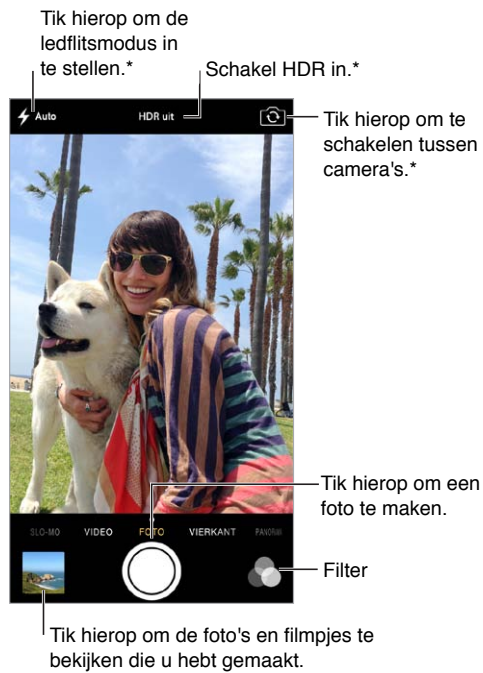 Tik hierop om de
ledflitsmodus in
te stellen.*
Schakel HDR in.*
Auto
HDR uit
Tik hierop om te
schakelen tussen
camera's.*
Tik hierop om een
foto te maken.
SLO-MO VIDEO FOTO VIERKANT PANORAM
Filter
Tik hierop om de foto's en filmpjes te
bekijken die u hebt gemaakt.